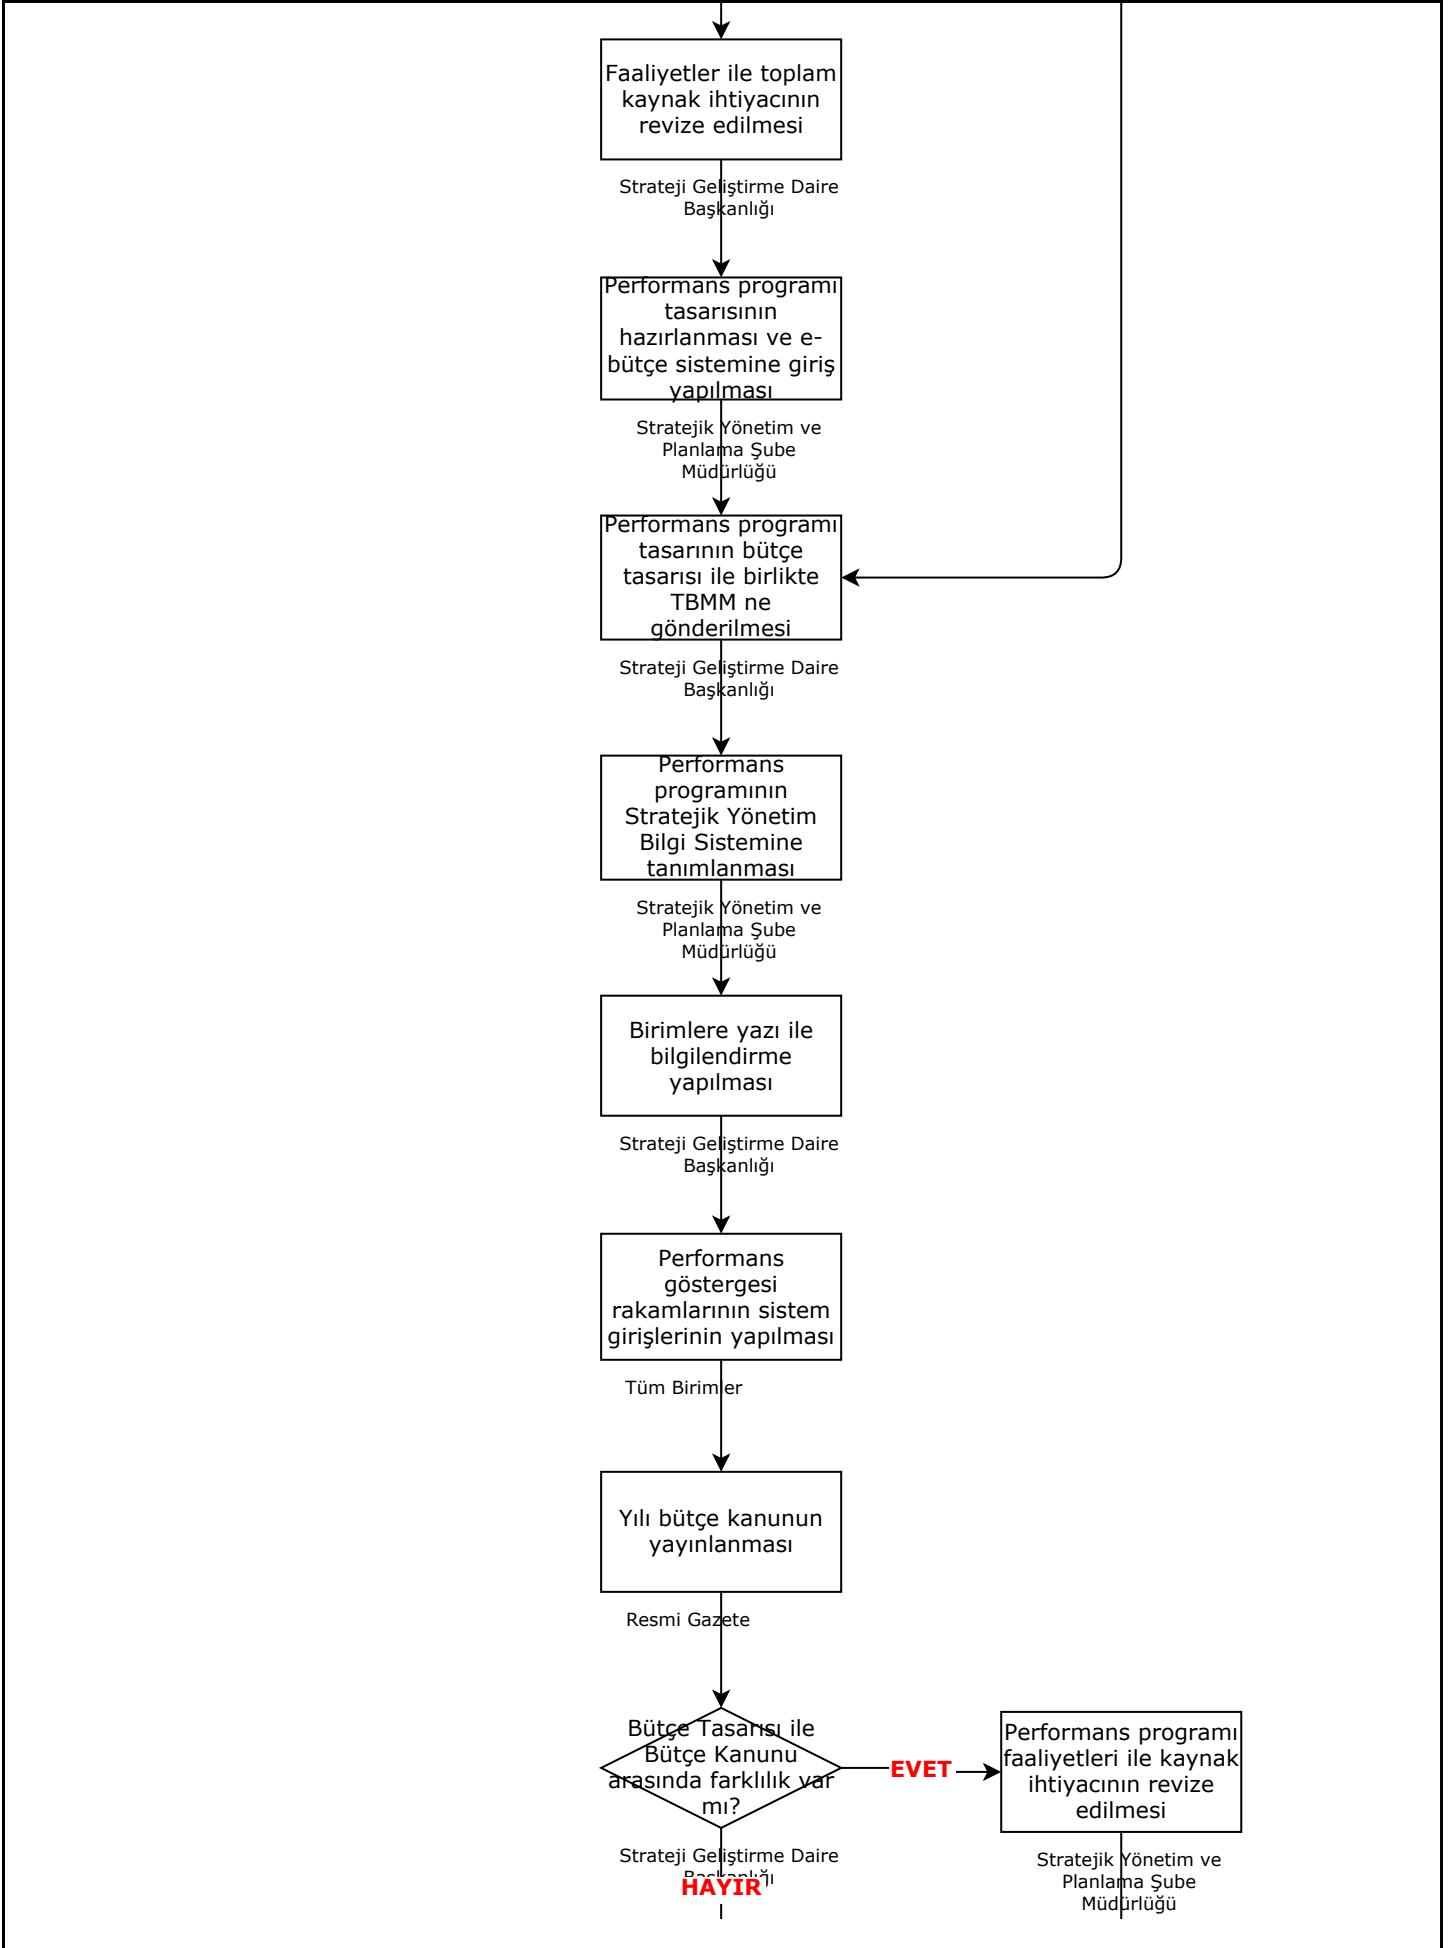 Faaliyetler ile toplam
kaynak ihtiyacının
revize edilmesi
Strateji Geliştirme Daire
Başkanlığı
Performans programı
tasarısının
hazırlanması ve e-
bütçe sistemine giriş
yapılması
Stratejik Yönetim ve
Planlama Şube
Müdürlüğü
Performans programı
tasarının bütçe
tasarısı ile birlikte
TBMM ne
gönderilmesi
Strateji Geliştirme Daire
Başkanlığı
Performans
programının
Stratejik Yönetim
Bilgi Sistemine
tanımlanması
Stratejik Yönetim ve
Planlama Şube
Müdürlüğü
Birimlere yazı ile
bilgilendirme
yapılması
Strateji Geliştirme Daire
Başkanlığı
Performans
göstergesi
rakamlarının sistem
girişlerinin yapılması
Tüm Birimler
Yılı bütçe kanunun
yayınlanması
Resmi Gazete
Bütçe Tasarısı ile
Bütçe Kanunu
arasında farklılık var
mı?
EVET
Performans programı
faaliyetleri ile kaynak
ihtiyacının revize
edilmesi
Strateji Geliştirme Daire
Başkanlığı
HAYIR
Stratejik Yönetim ve
Planlama Şube
Müdürlüğü